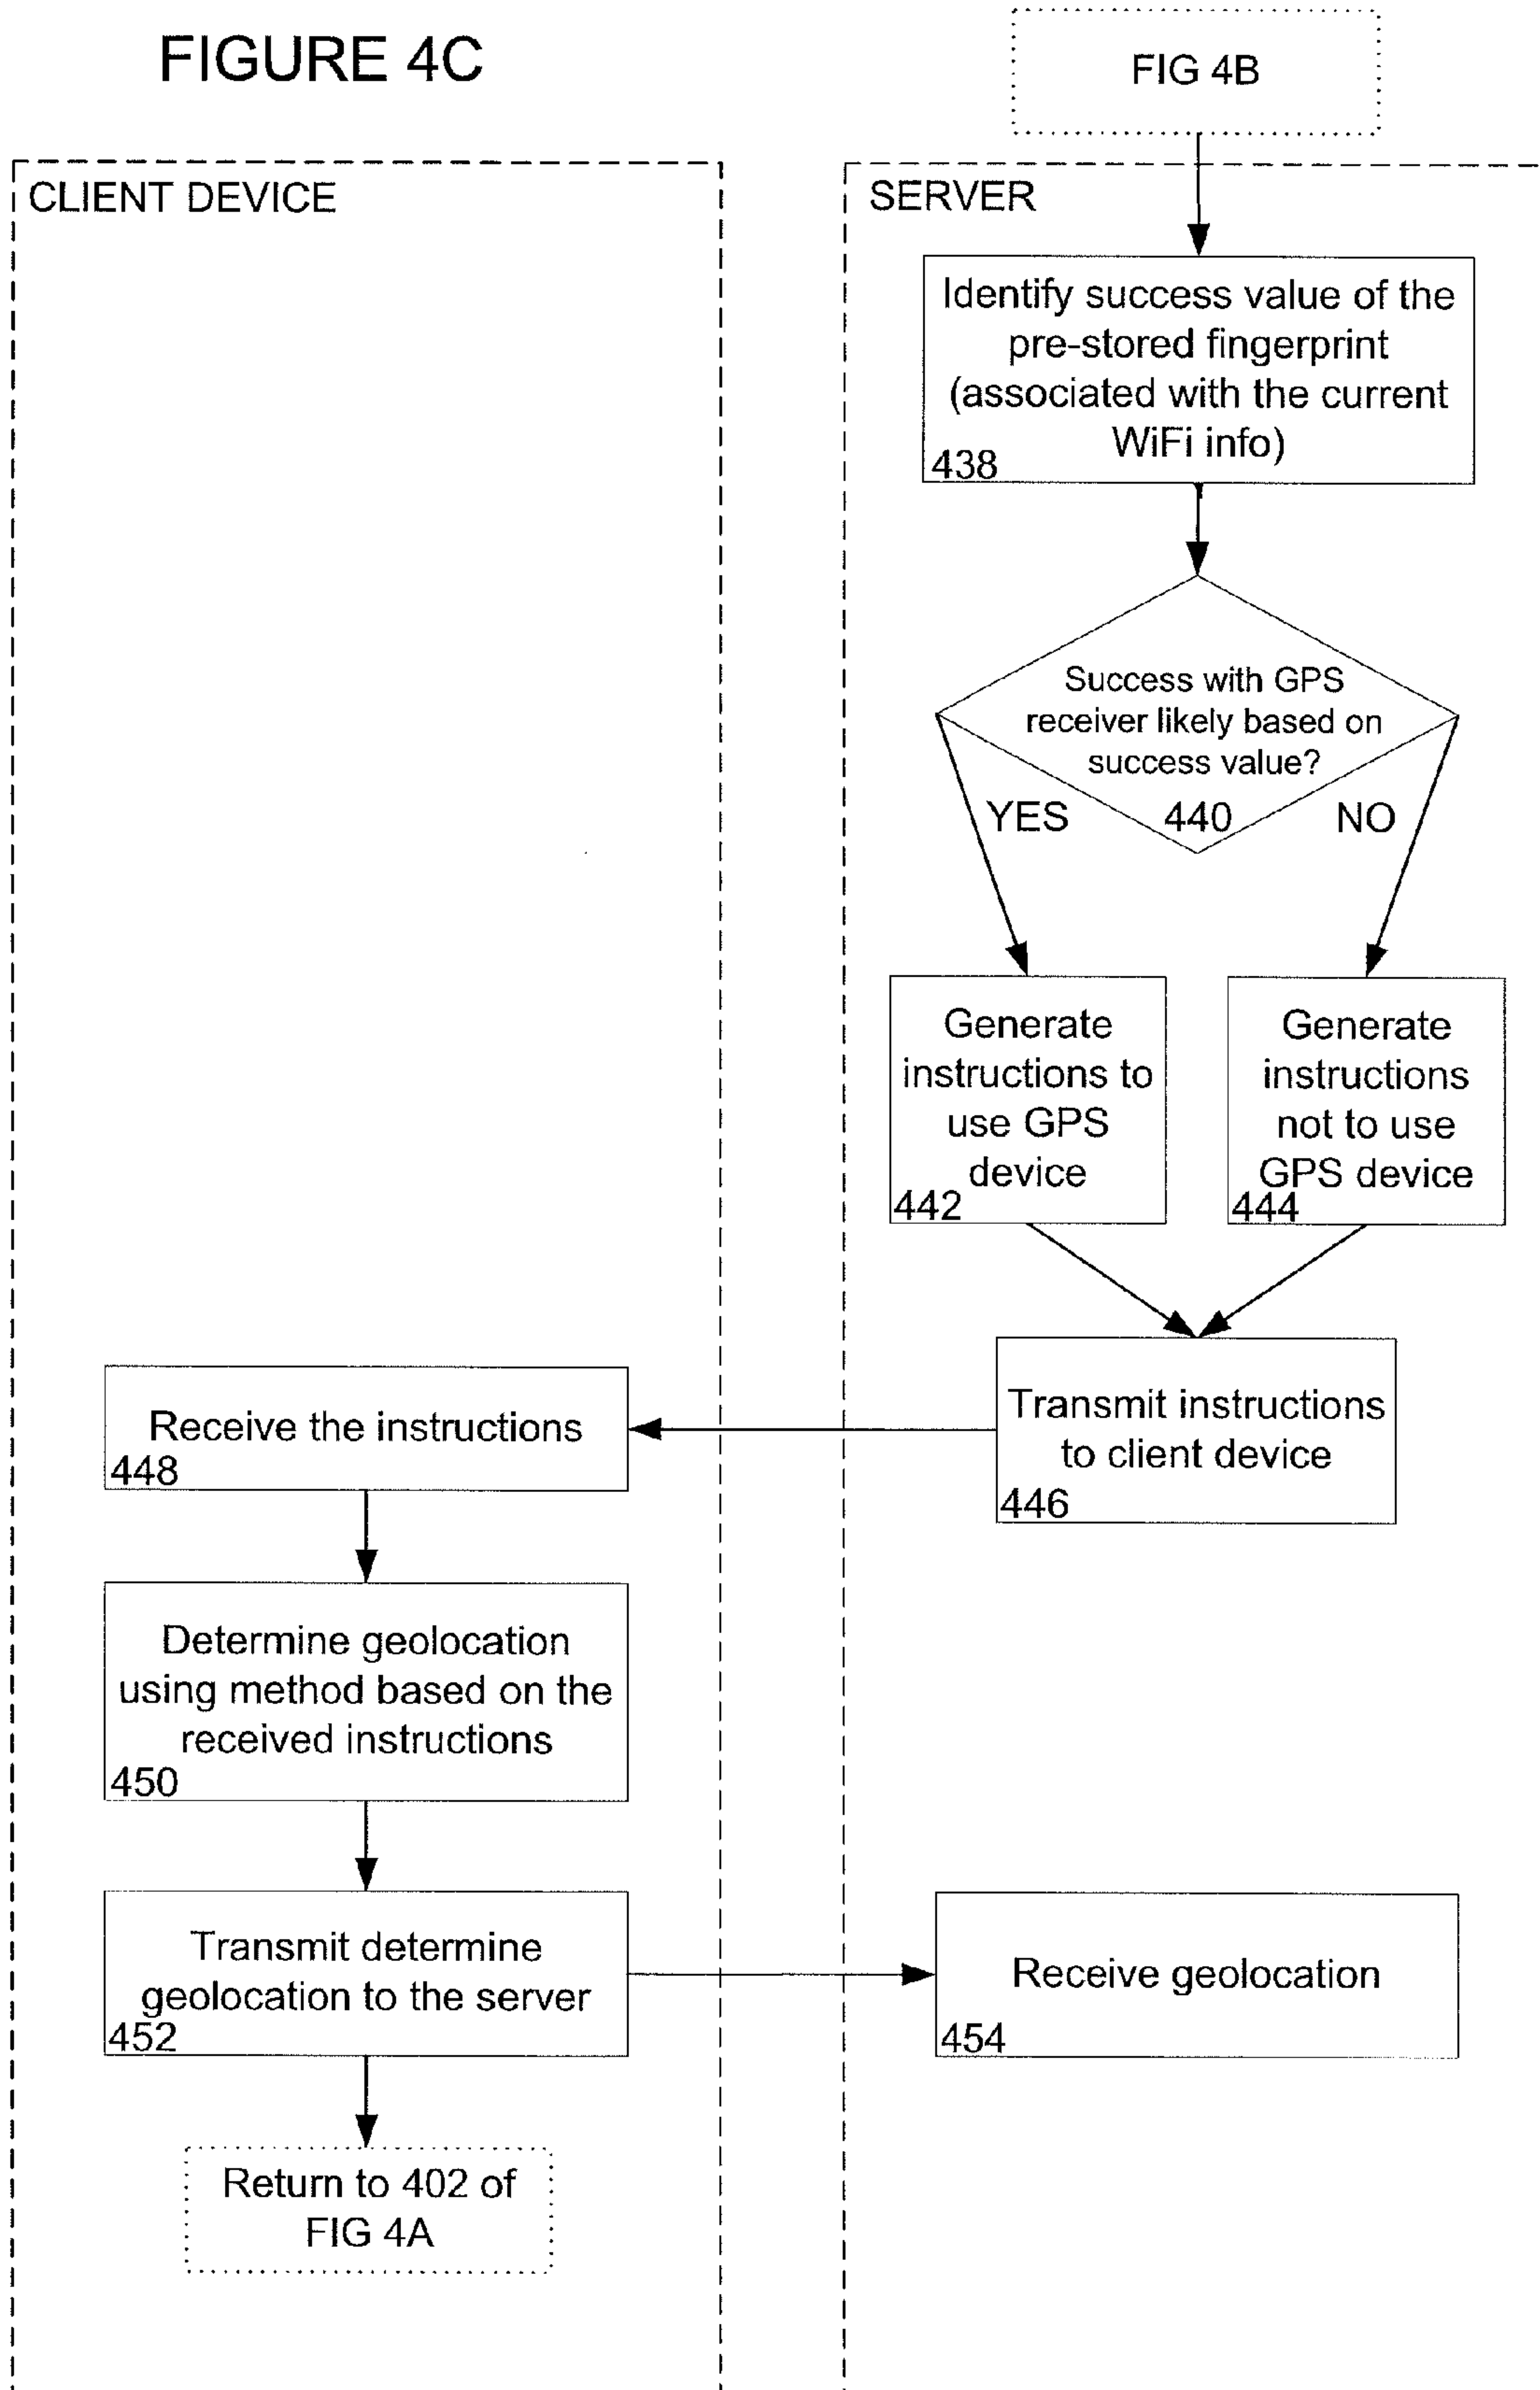 FIGURE 4C
FIG 4B
CLIENT DEVICE
SERVER
Identify success value of the
pre-stored fingerprint
(associated with the current
WiFi info)
438
Success with GPS
receiver likely based on
success value?
YES
440
NO
Generate
instructions to
use GPS
device
442
Generate
instructions
not to use
GPS device
444
Transmit instructions
to client device
446
Receive the instructions
448
Determine geolocation
using method based on the
received instructions
450
Transmit determine
geolocation to the server
452
Receive geolocation
454
Return to 402 of
FIG 4A